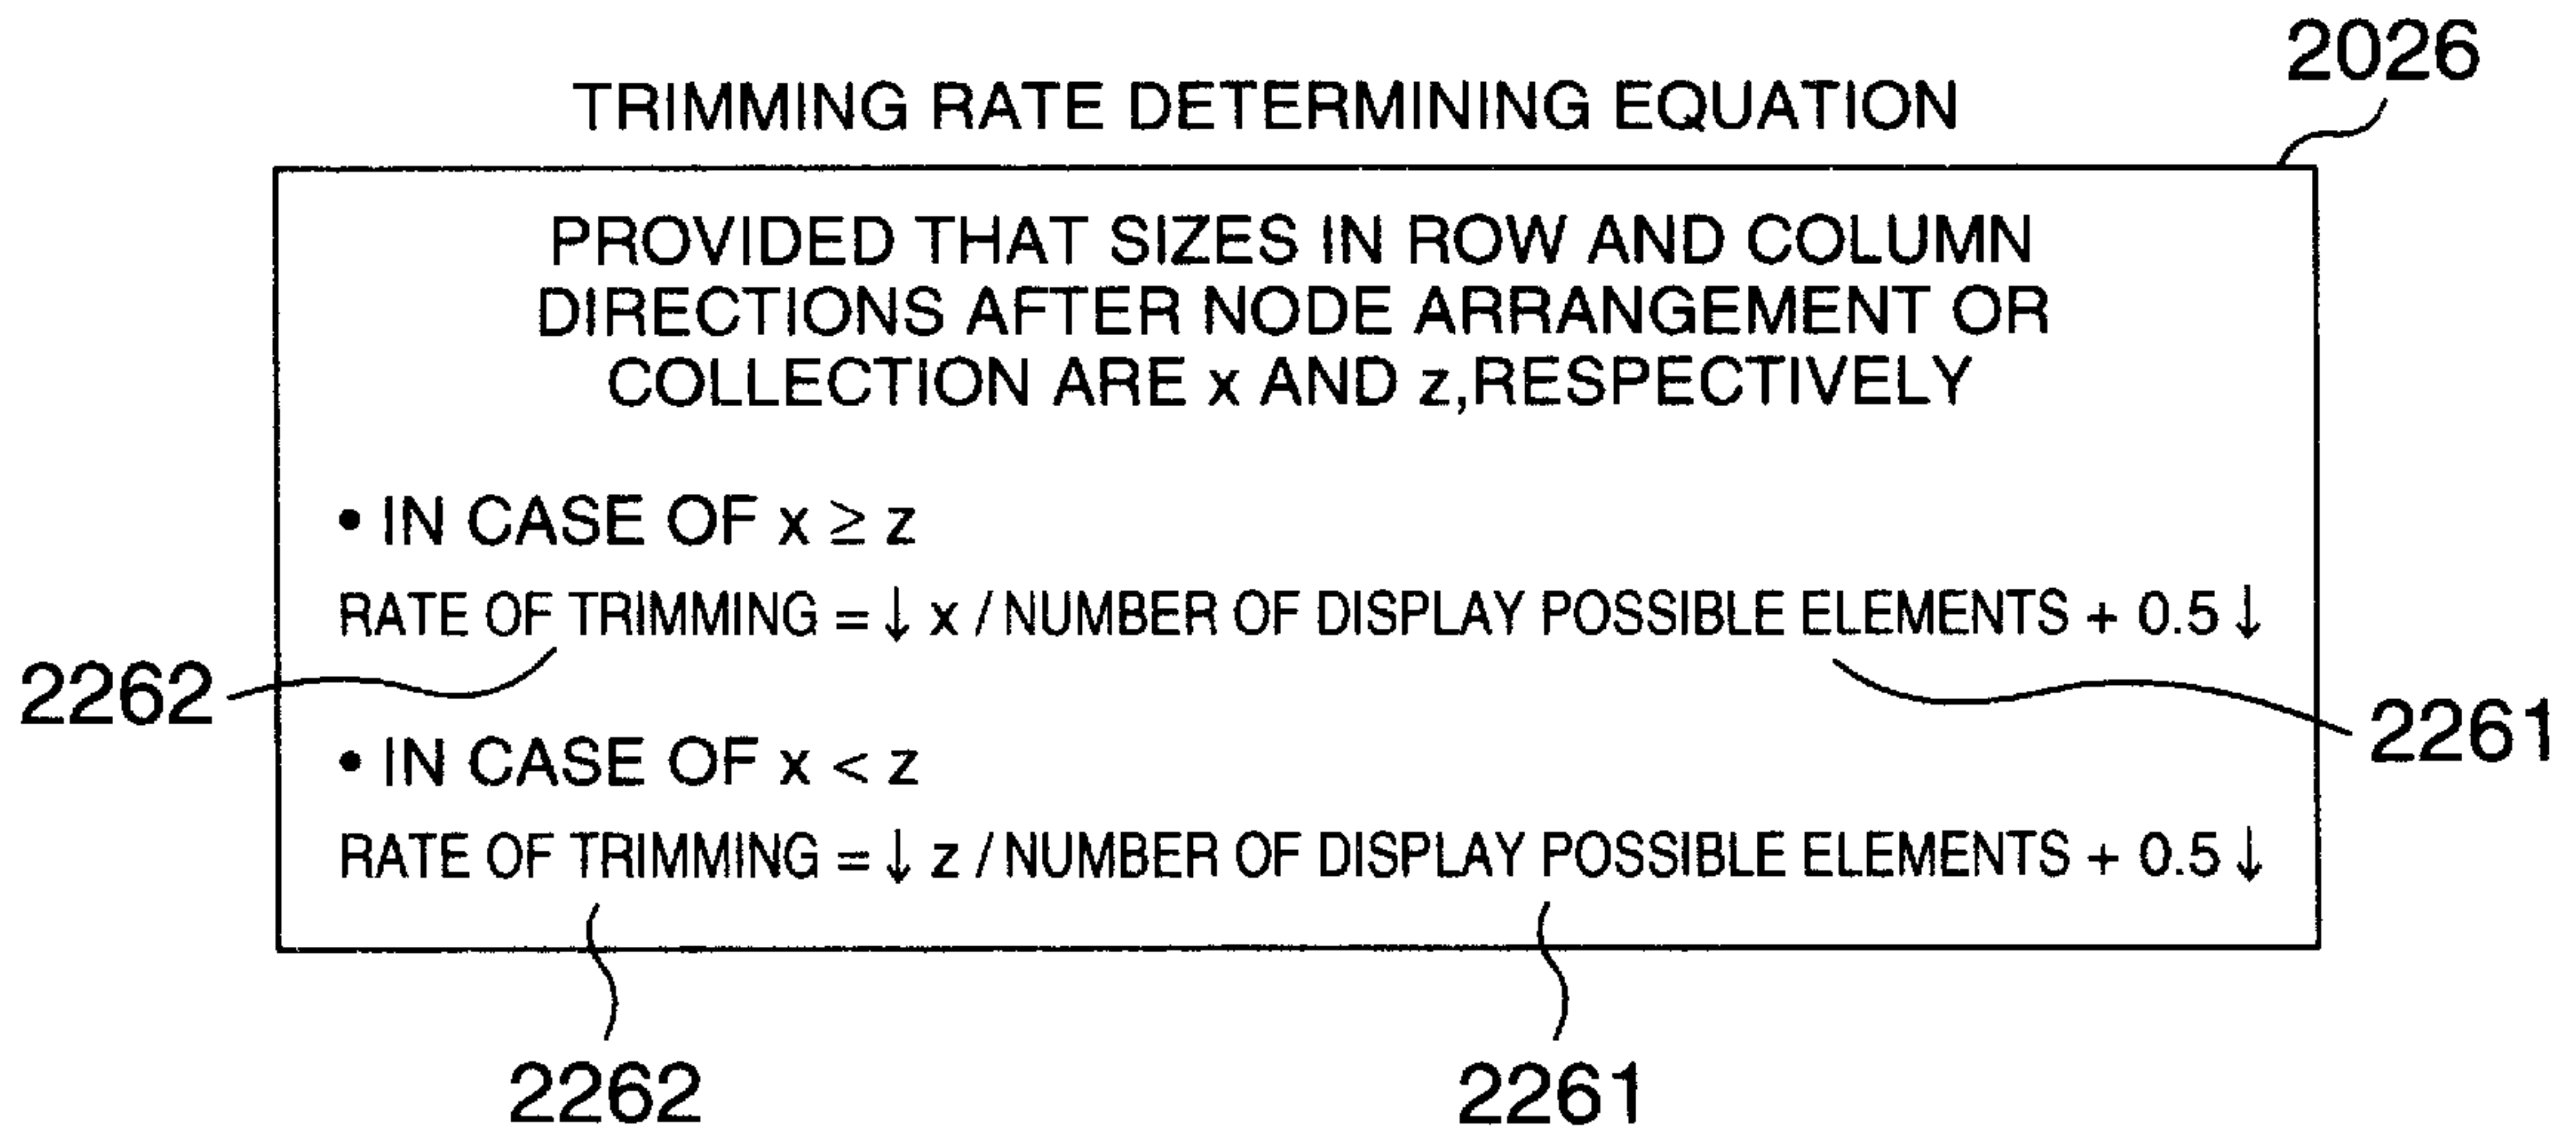 2026
TRIMMING RATE DETERMINING EQUATION
PROVIDED THAT SIZES IN ROW AND COLUMN
DIRECTIONS AFTER NODE ARRANGEMENT OR
COLLECTION ARE x AND z,RESPECTIVELY
• IN CASE OF x ≥ z
RATE OF TRIMMING = ↓ x / NUMBER OF DISPLAY POSSIBLE ELEMENTS + 0.5 ↓
2262
2261
• IN CASE OF x < z
RATE OF TRIMMING = ↓ z / NUMBER OF DISPLAY POSSIBLE ELEMENTS + 0.5 ↓
2262
2261